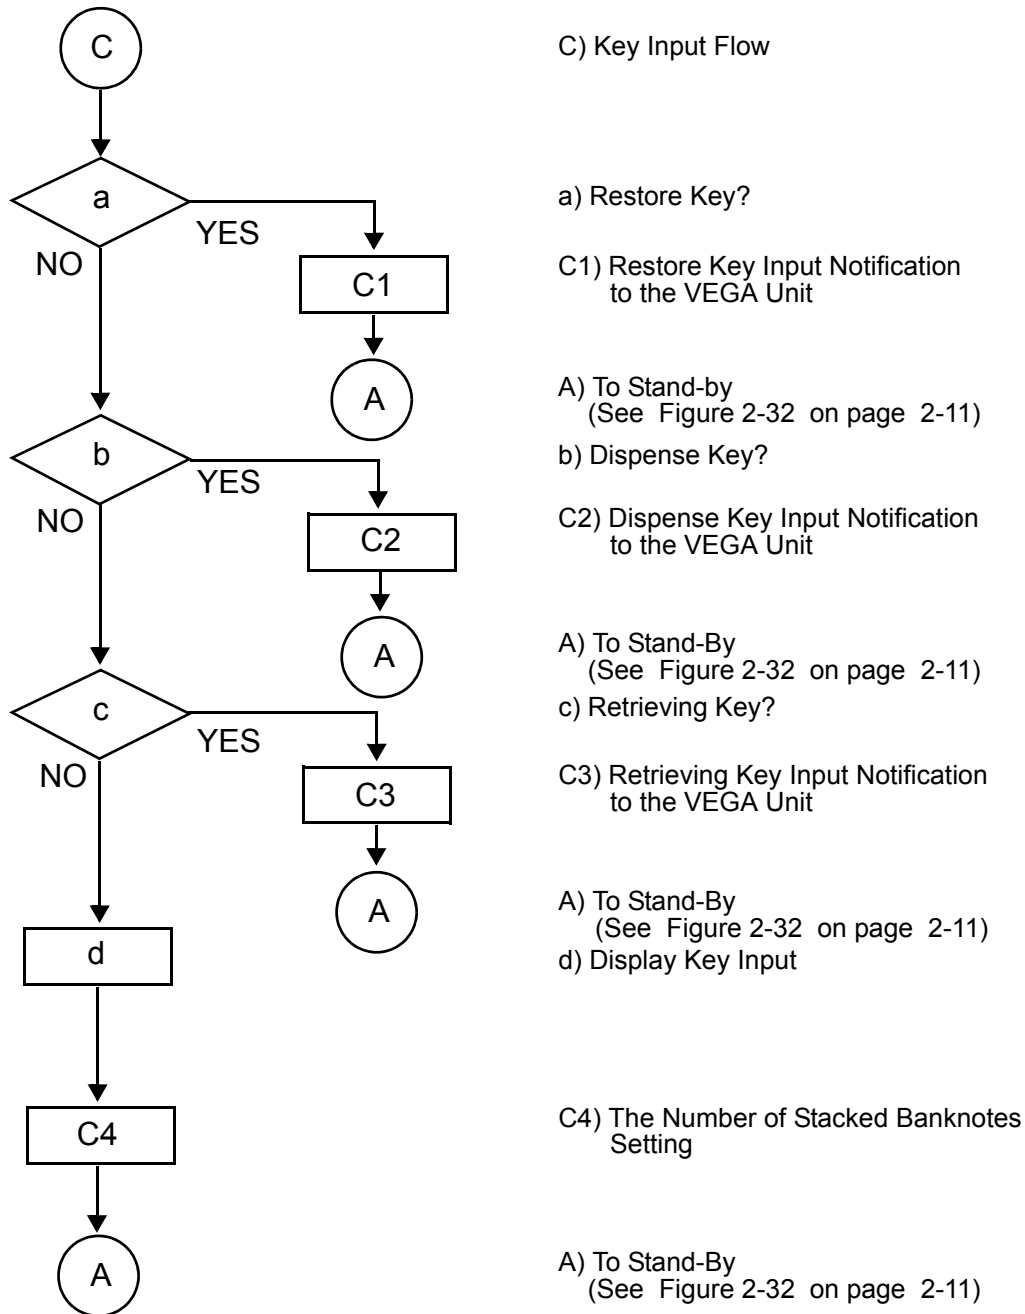 C
C) Key Input Flow
a
a) Restore Key?
YES
NO
C1
C1) Restore Key Input Notification
to the VEGA Unit
A
A) To Stand-by
(See Figure 2-32 on page 2-11)
b
b) Dispense Key?
YES
NO
C2
C2) Dispense Key Input Notification
to the VEGA Unit
A
A) To Stand-By
(See Figure 2-32 on page 2-11)
c
c) Retrieving Key?
YES
NO
C3
C3) Retrieving Key Input Notification
to the VEGA Unit
A
A) To Stand-By
(See Figure 2-32 on page 2-11)
d
d) Display Key Input
C4
C4) The Number of Stacked Banknotes
Setting
A
A) To Stand-By
(See Figure 2-32 on page 2-11)